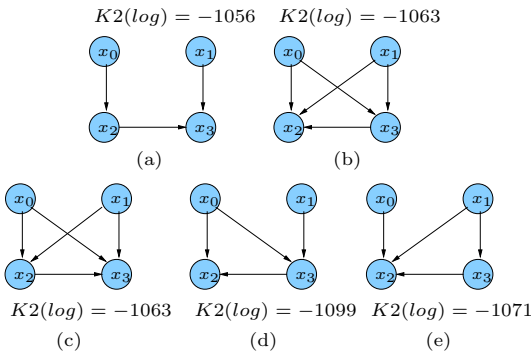 K2(log) = −1056 K2(log) = −1063
x0 x1 x0 x1
x2 x3 x2 x3
(a) (b)
x0 x1 x0 x1 x0 x1
x2 x3 x2 x3 x2 x3
K2(log) = −1063 K2(log) = −1099 K2(log) = −1071
(c) (d) (e)